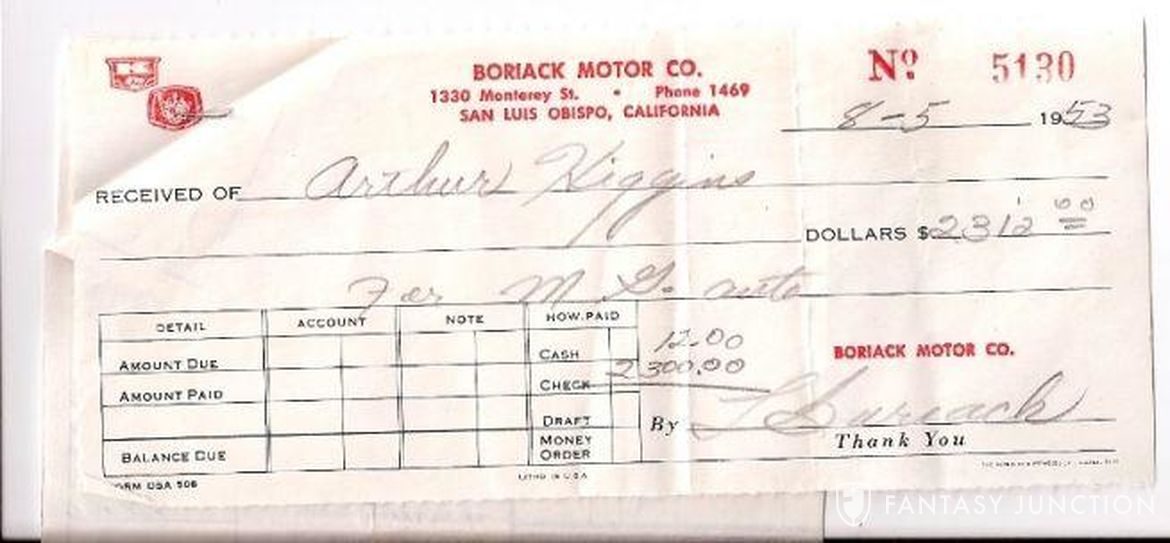 BORIACK MOTOR CO.
1330 Monterey St. • Phone 1469
SAN LUIS OBISPO, CALIFORNIA
Nº 5130
8-5 1953
RECEIVED OF Arthur Higgins
DOLLARS $2312 00
For M G auto
DETAIL ACCOUNT NOTE HOW PAID
AMOUNT DUE CASH 12.00
AMOUNT PAID CHECK 2300.00
DRAFT
BALANCE DUE MONEY ORDER
BORIACK MOTOR CO.
By Boriack
Thank You
FORM USA 506
LITHO IN U.S.A.
FANTASY JUNCTION